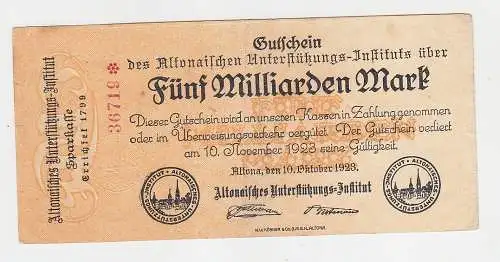 Gutschein
des Altonaischen Unterstützungs-Instituts über
Fünf Milliarden Mark
Dieser Gutschein wird an unseren Kassen in Zahlung genommen
oder im Überweisungsverkehr vergütet. Der Gutschein verliert
am 10. November 1923 seine Gültigkeit.
Altona, den 10. Oktober 1923.
Altonaisches Unterstützungs-Institut
Altonaisches Unterstützungs-Institut
Sparkasse
Errichtet 1799
36719 *